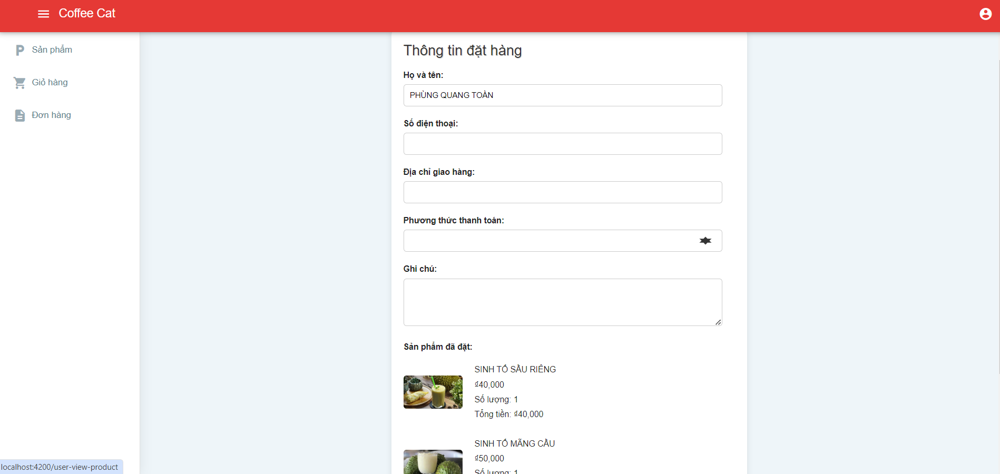 Coffee Cat
Sản phẩm
Giỏ hàng
Đơn hàng
Thông tin đặt hàng
Họ và tên:
PHÙNG QUANG TOÀN
Số điện thoại:
Địa chỉ giao hàng:
Phương thức thanh toán:
Ghi chú:
Sản phẩm đã đặt:
SINH TỐ SẦU RIÊNG
₫40,000
Số lượng: 1
Tổng tiền: ₫40,000
SINH TỐ MÃNG CẦU
₫50,000
Số lượng: 1
localhost:4200/user-view-product